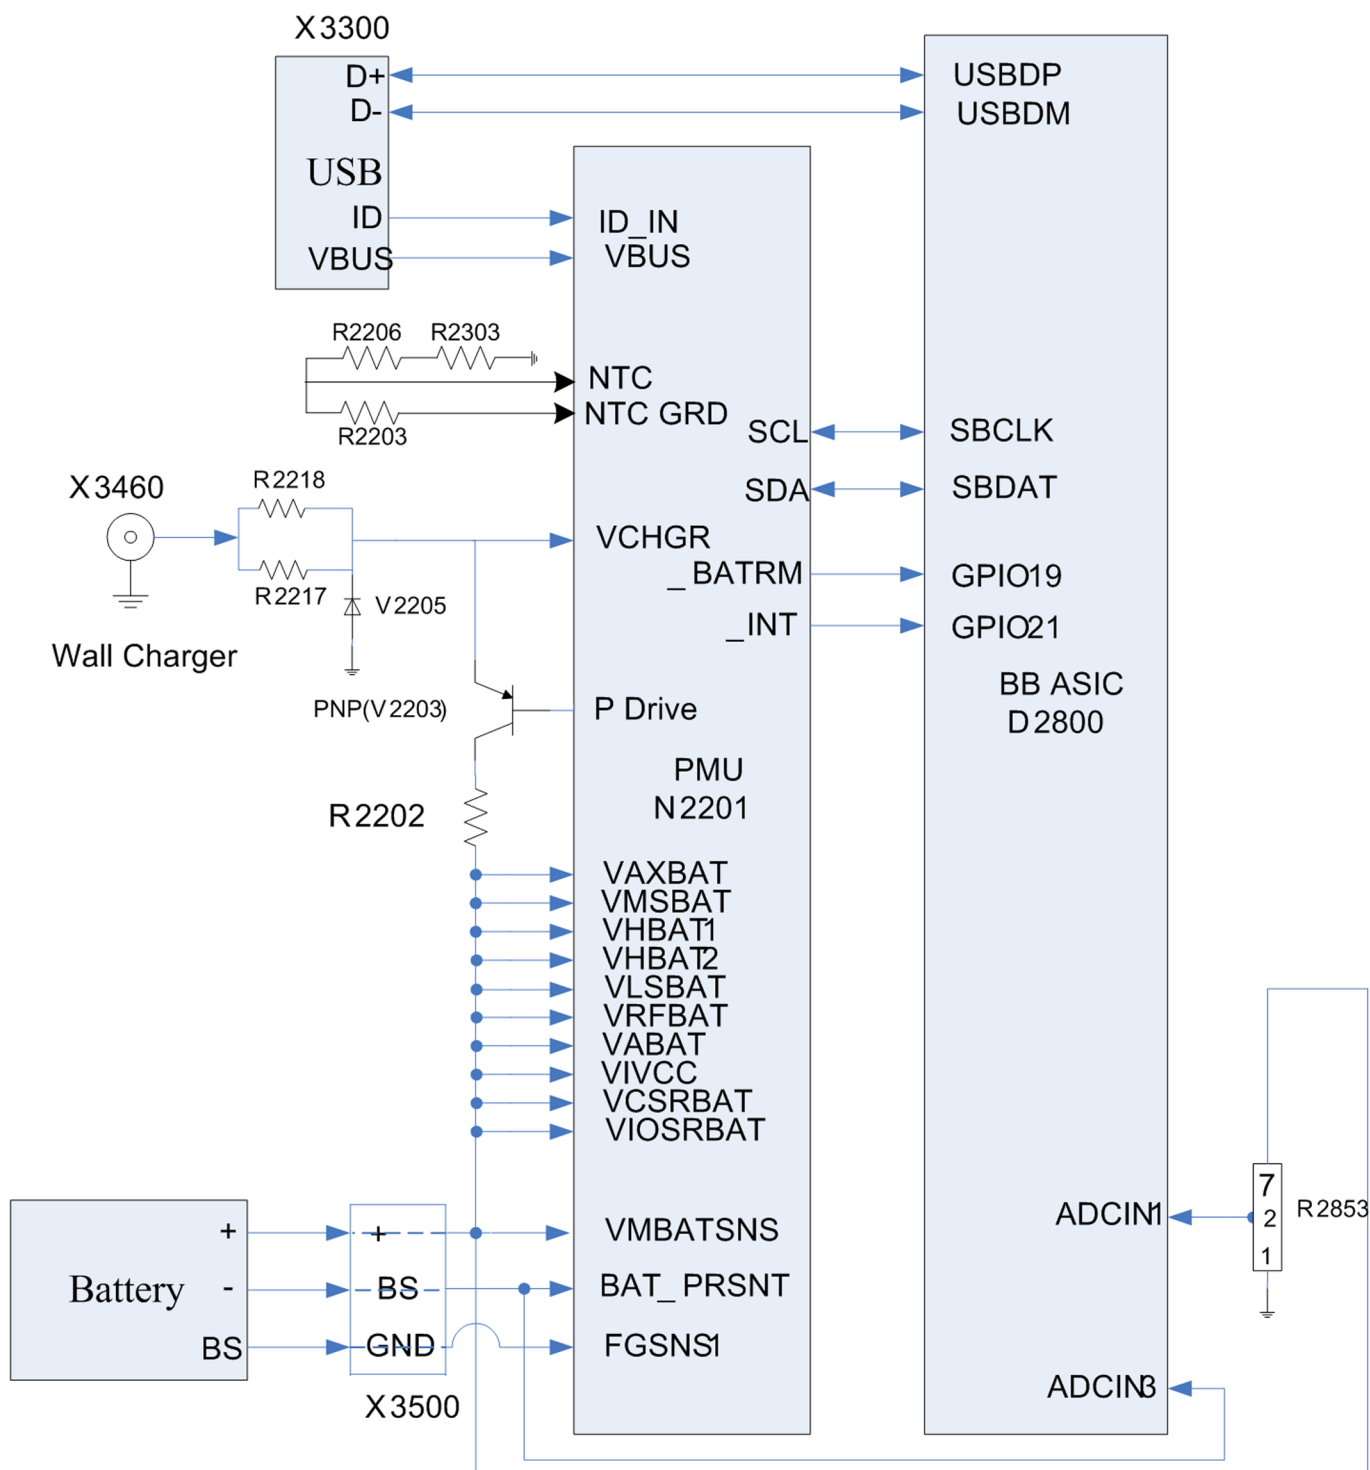 X3300
D+
D-
USB
ID
VBUS
USBDP
USBDM
ID_IN
VBUS
R2206 R2303
NTC
NTC GRD
R2203
SCL
SDA
SBCLK
SBDAT
X3460
R2218
R2217
V2205
Wall Charger
VCHGR
_BATRM
_INT
GPIO19
GPIO21
BB ASIC
D2800
PNP(V2203)
P Drive
PMU
N2201
R2202
VAXBAT
VMSBAT
VHBAT1
VHBAT2
VLSBAT
VRFBAT
VABAT
VIVCC
VCSRBAT
VIOSRBAT
7
2
1
R2853
ADCIN1
Battery
+
-
BS
+
BS
GND
X3500
VMBATSNS
BAT_PRSNT
FGSNS1
ADCIN3